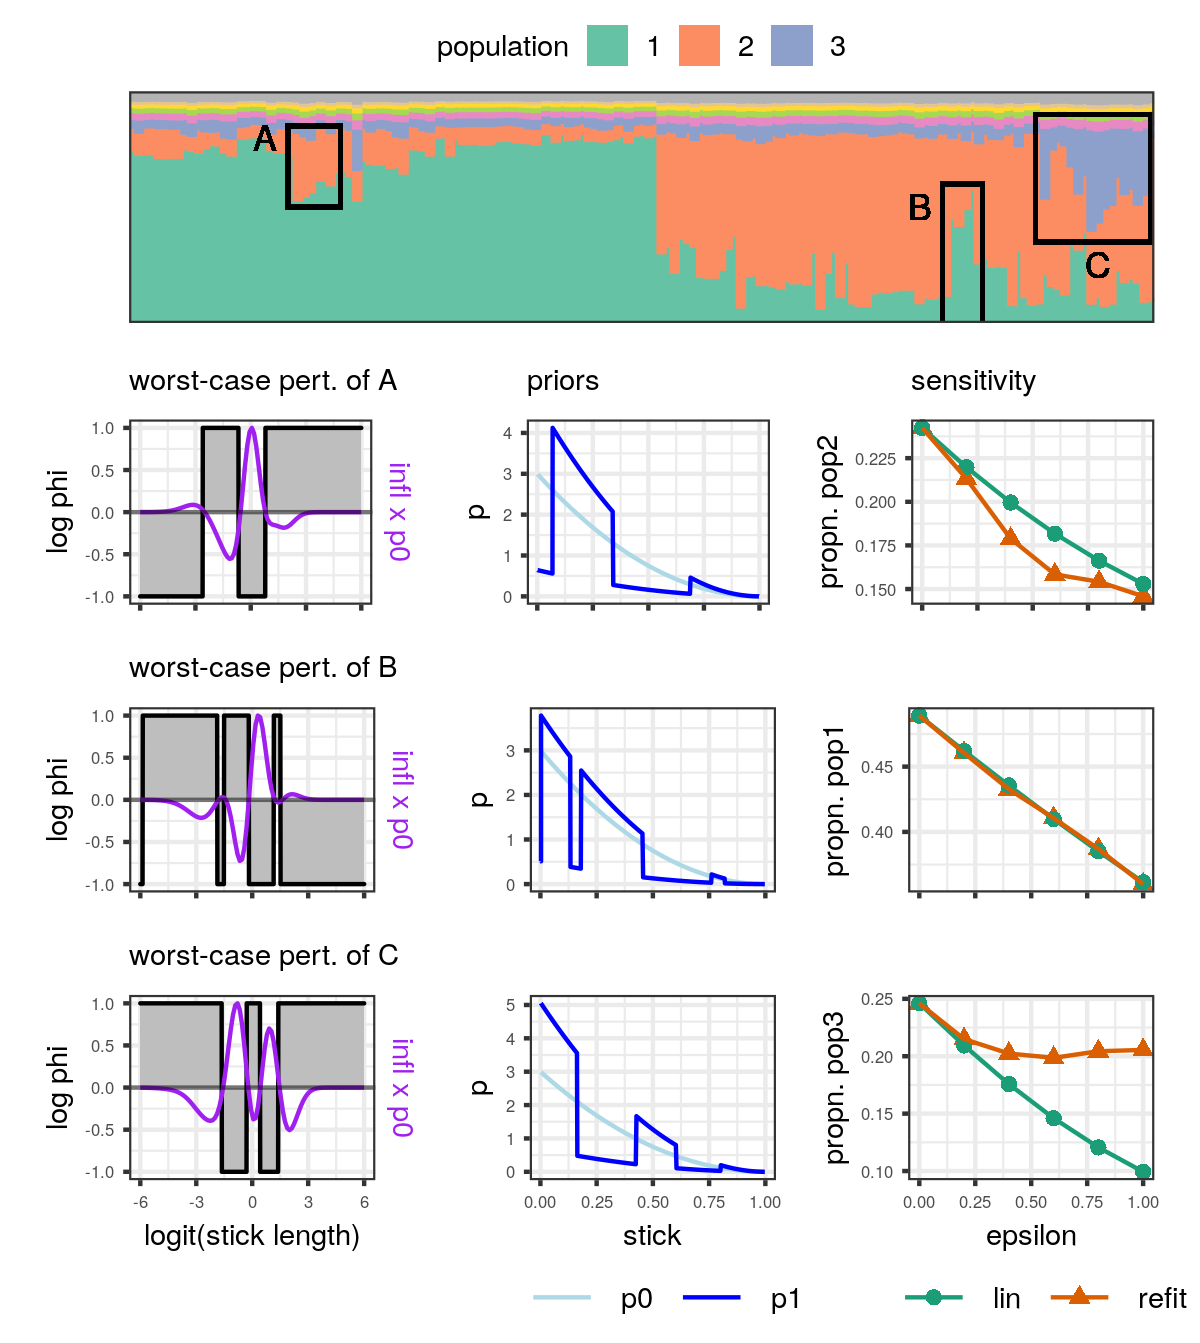 population 1 2 3
A
B
C
worst-case pert. of A priors sensitivity
log phi
1.0
0.5
0.0
-0.5
-1.0
infl x p0
p
4
3
2
1
0
propn. pop2
0.225
0.200
0.175
0.150
worst-case pert. of B
log phi
1.0
0.5
0.0
-0.5
-1.0
infl x p0
p
3
2
1
0
propn. pop1
0.45
0.40
worst-case pert. of C
log phi
1.0
0.5
0.0
-0.5
-1.0
infl x p0
p
5
4
3
2
1
0
propn. pop3
0.25
0.20
0.15
0.10
-6 -3 0 3 6
0.00 0.25 0.50 0.75 1.00
0.00 0.25 0.50 0.75 1.00
logit(stick length) stick epsilon
p0 p1 lin refit